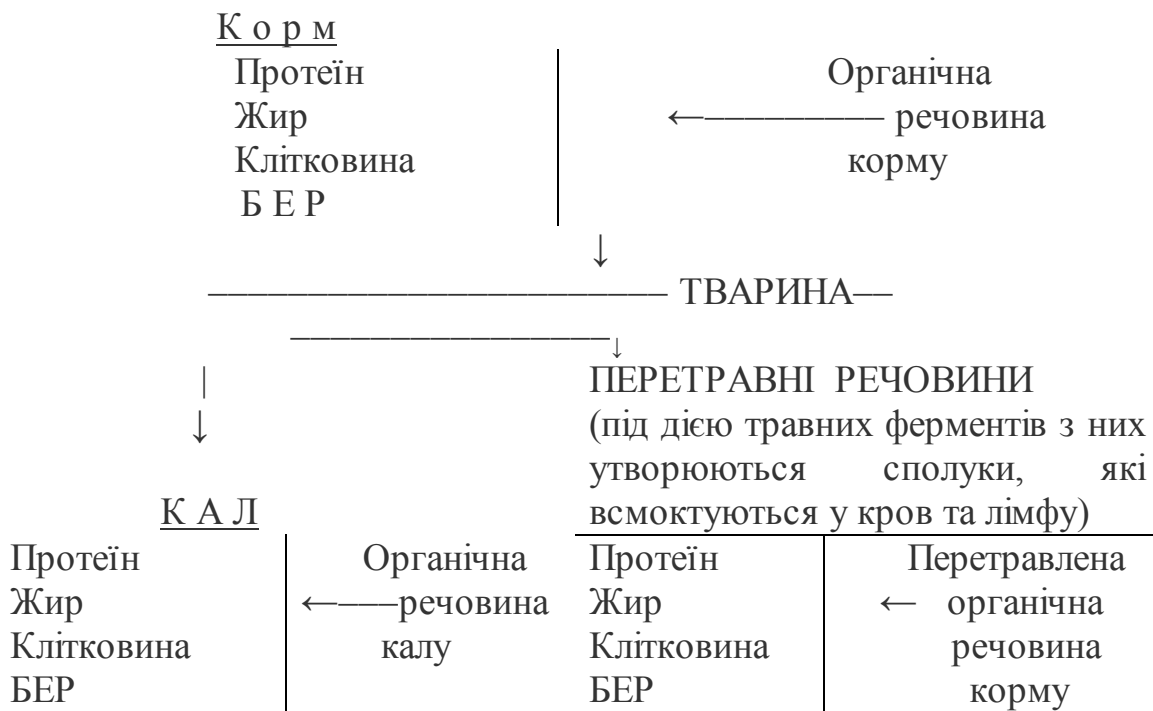 К о р м
Протеїн Органічна
Жир ←––––––––– речовина
Клітковина корму
Б Е Р
↓
––––––––––––––––––––––– ТВАРИНА––
––––––––––––––––↓
| ПЕРЕТРАВНІ РЕЧОВИНИ
↓ (під дією травних ферментів з них
утворюються сполуки, які
К А Л всмоктуються у кров та лімфу)
Протеїн Органічна Протеїн Перетравлена
Жир ←–––речовина Жир ← органічна
Клітковина калу Клітковина речовина
БЕР БЕР корму